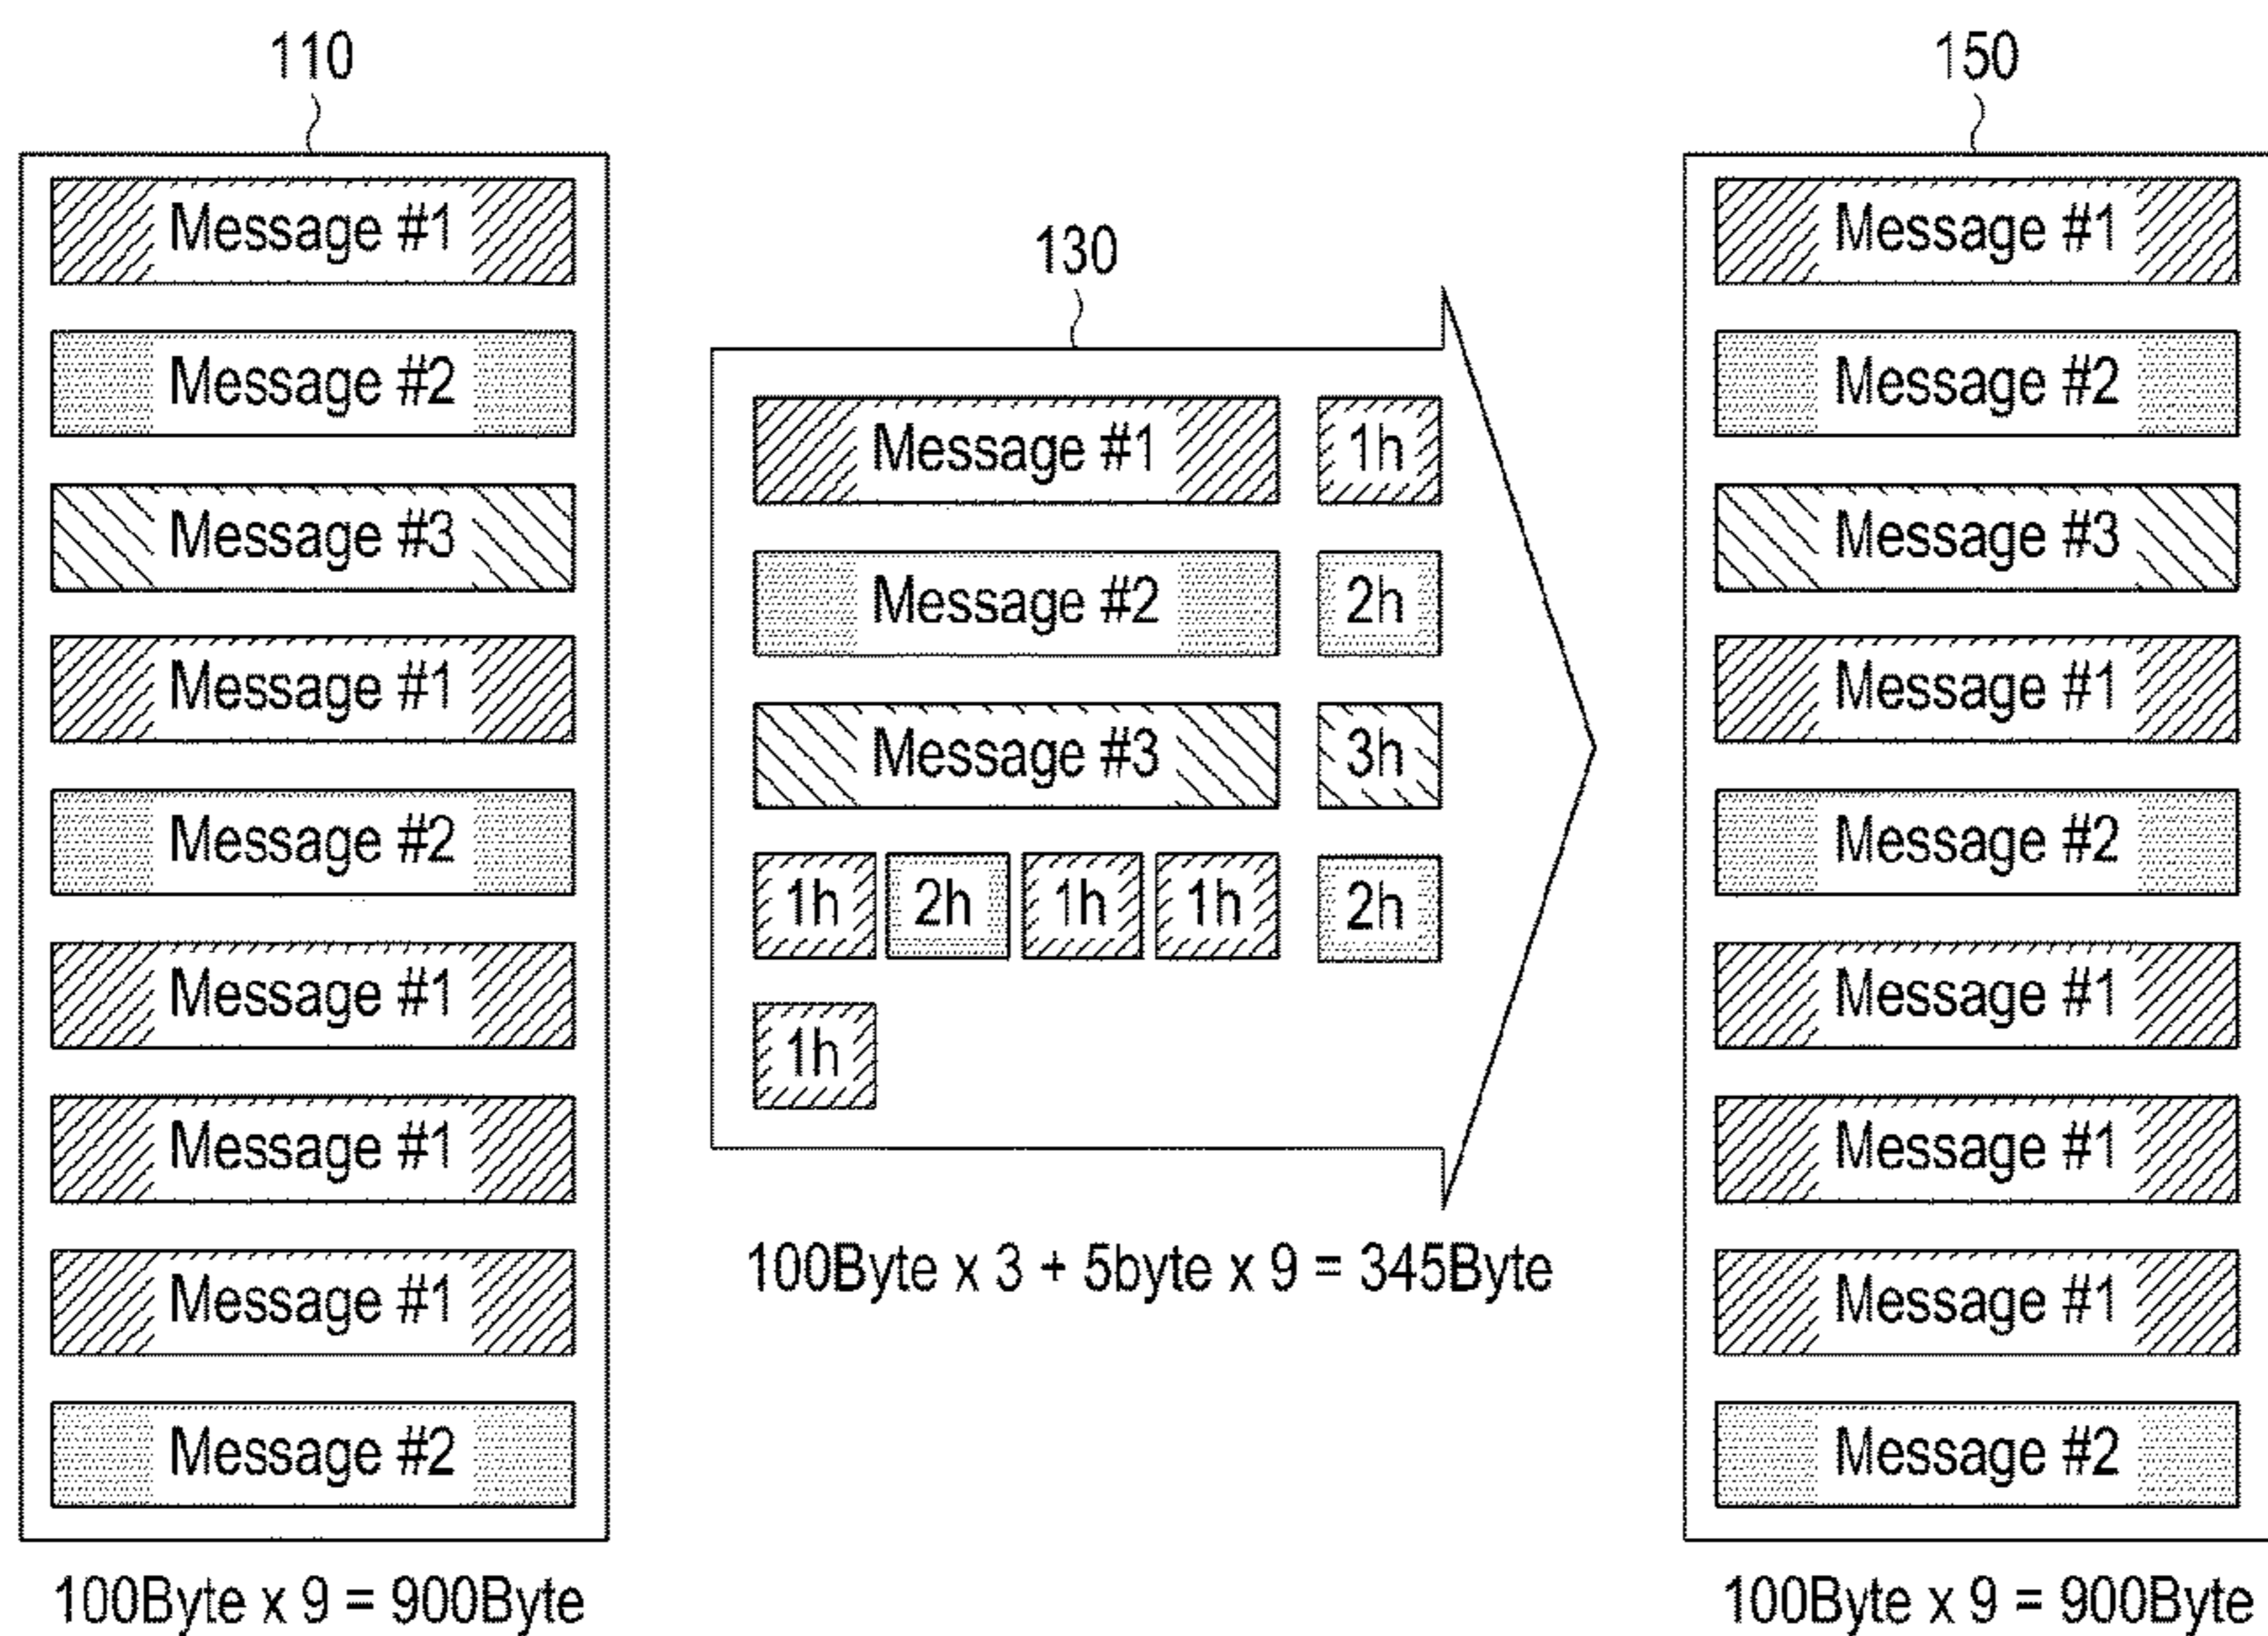 110
Message #1
Message #2
Message #3
Message #1
Message #2
Message #1
Message #1
Message #1
Message #2
100Byte x 9 = 900Byte
130
Message #1 1h
Message #2 2h
Message #3 3h
1h 2h 1h 1h 2h
1h
100Byte x 3 + 5byte x 9 = 345Byte
150
Message #1
Message #2
Message #3
Message #1
Message #2
Message #1
Message #1
Message #1
Message #2
100Byte x 9 = 900Byte